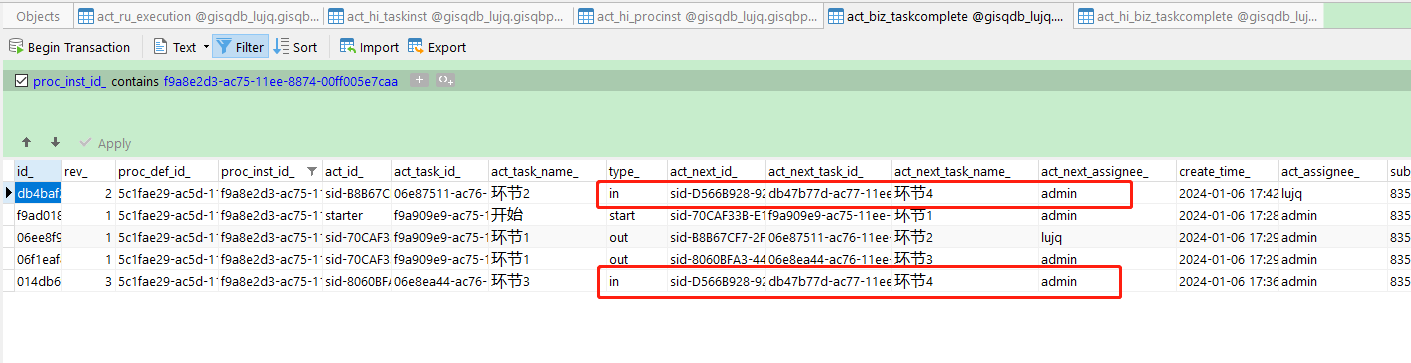 Objects act_ru_execution @gisqdb_lujq.gisqb... act_hi_taskinst @gisqdb_lujq.gisqbp... act_hi_procinst @gisqdb_lujq.gisqbp... act_biz_taskcomplete @gisqdb_lujq.... act_hi_biz_taskcomplete @gisqdb_luj...
Begin Transaction Text Filter Sort Import Export
proc_inst_id_ contains f9a8e2d3-ac75-11ee-8874-00ff005e7caa
Apply
id_ rev_ proc_def_id_ proc_inst_id_ act_id_ act_task_id_ act_task_name_ type_ act_next_id_ act_next_task_id_ act_next_task_name_ act_next_assignee_ create_time_ act_assignee_ sub
db4baf 2 5c1fae29-ac5d-1 f9a8e2d3-ac75-1 sid-B8B67C 06e87511-ac76- 环节2 in sid-D566B928-92 db47b77d-ac77-11ee 环节4 admin 2024-01-06 17:42 lujq 835
f9ad018 1 5c1fae29-ac5d-1 f9a8e2d3-ac75-1 starter f9a909e9-ac75-1 开始 start sid-70CAF33B-E1 f9a909e9-ac75-11ee 环节1 admin 2024-01-06 17:28 admin 835
06ee8f9 1 5c1fae29-ac5d-1 f9a8e2d3-ac75-1 sid-70CAF3 f9a909e9-ac75-1 环节1 out sid-B8B67CF7-2F 06e87511-ac76-11ee 环节2 lujq 2024-01-06 17:29 admin 835
06f1eaf 1 5c1fae29-ac5d-1 f9a8e2d3-ac75-1 sid-70CAF3 f9a909e9-ac75-1 环节1 out sid-8060BFA3-44 06e8ea44-ac76-11ee 环节3 admin 2024-01-06 17:29 admin 835
014db6 3 5c1fae29-ac5d-1 f9a8e2d3-ac75-1 sid-8060BF 06e8ea44-ac76- 环节3 in sid-D566B928-92 db47b77d-ac77-11ee 环节4 admin 2024-01-06 17:36 admin 835